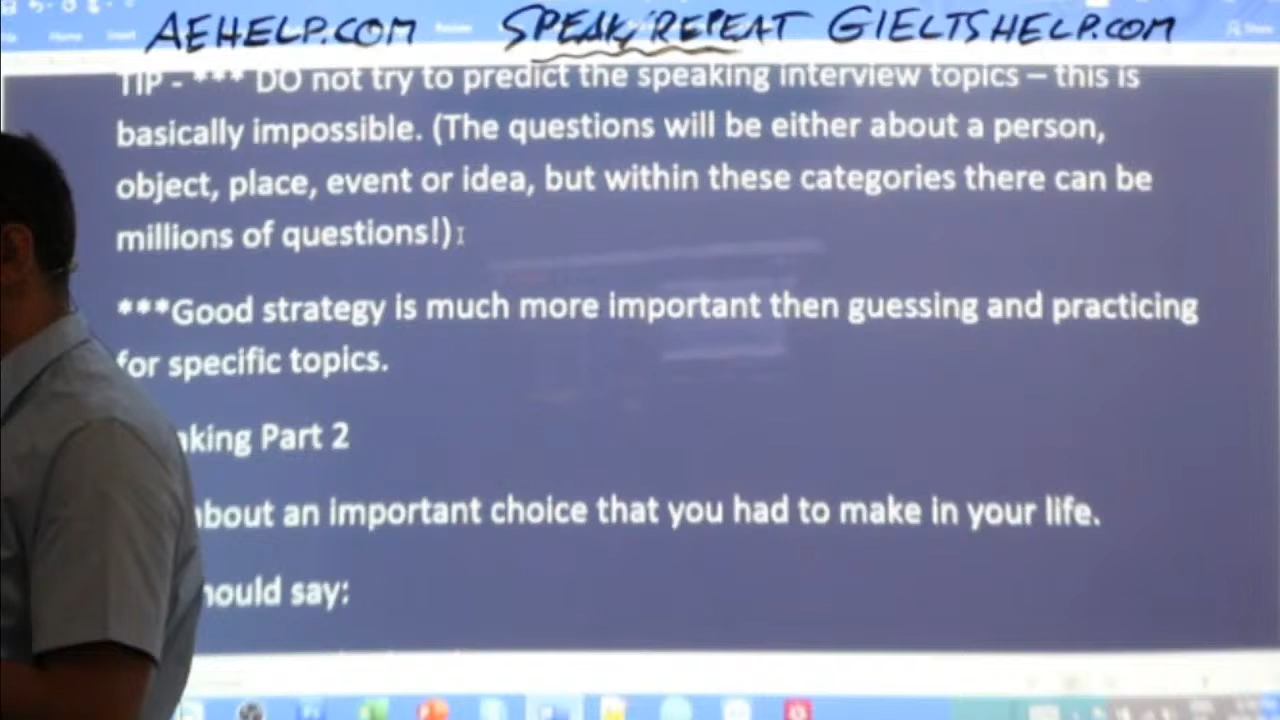 AEHELP.COM SPEAK/REPEAT GIELTSHELP.COM
TIP - *** DO not try to predict the speaking interview topics – this is
basically impossible. (The questions will be either about a person,
object, place, event or idea, but within these categories there can be
millions of questions!)
***Good strategy is much more important then guessing and practicing
for specific topics.
aking Part 2
about an important choice that you had to make in your life.
hould say: